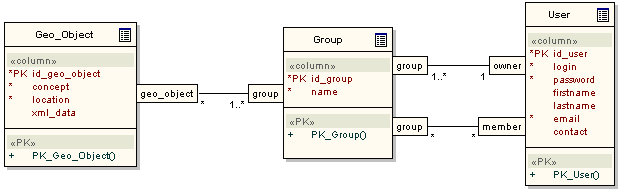 Geo_Object
«column»
*PK id_geo_object
* concept
* location
xml_data
«PK»
+ PK_Geo_Object()
geo_object
*
group
1..*
Group
«column»
*PK id_group
* name
«PK»
+ PK_Group()
group
1..*
owner
1
group
*
member
*
User
«column»
*PK id_user
* login
* password
firstname
lastname
* email
contact
«PK»
+ PK_User()